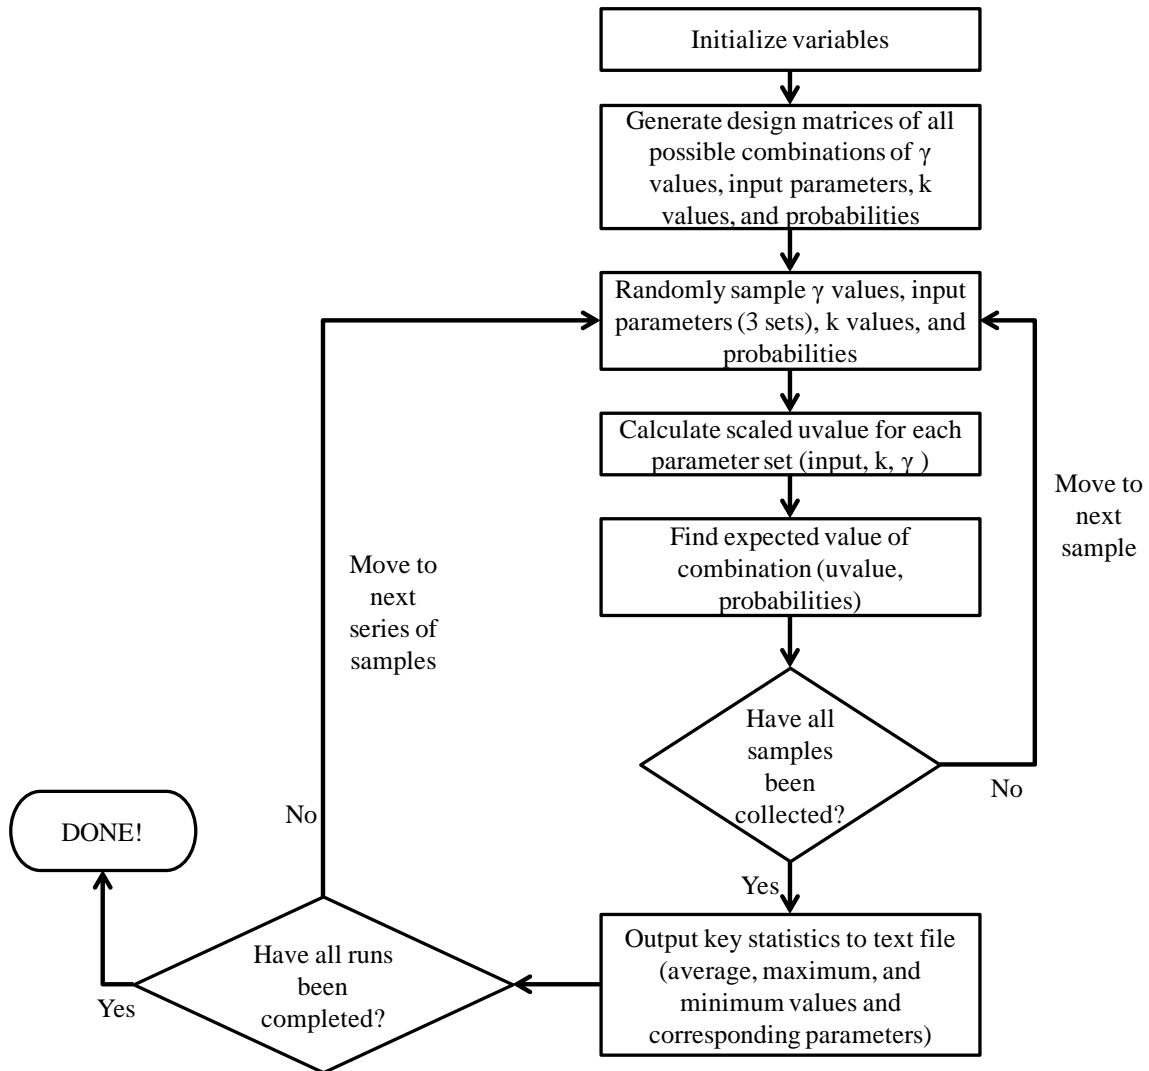 Initialize variables
Generate design matrices of all
possible combinations of γ
values, input parameters, k
values, and probabilities
Randomly sample γ values, input
parameters (3 sets), k values, and
probabilities
Calculate scaled uvalue for each
parameter set (input, k, γ )
Find expected value of
combination (uvalue,
probabilities)
Move to
next
sample
Move to
next
series of
samples
Have all
samples
been
collected?
No
Yes
Output key statistics to text file
(average, maximum, and
minimum values and
corresponding parameters)
Have all runs
been
completed?
No
Yes
DONE!